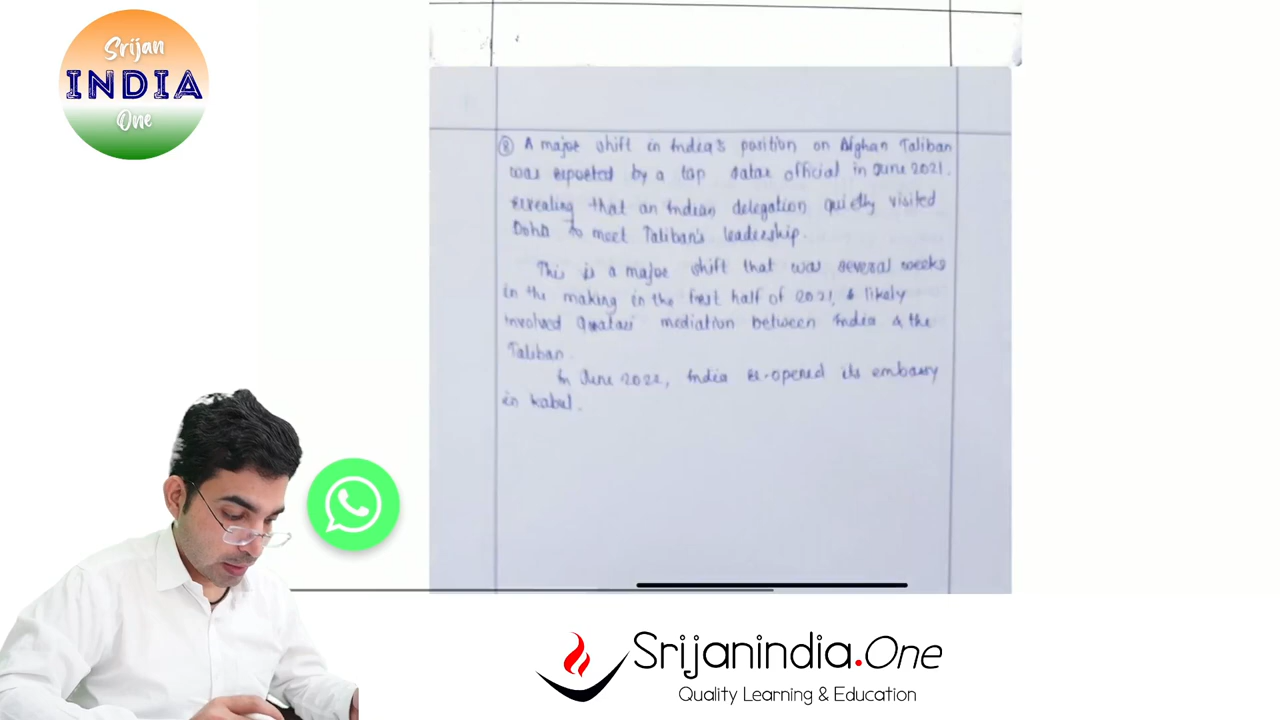 Srijan
INDIA
One
⑧ A major shift in India's position on Afghan Taliban
was reported by a top Qatar official in June 2021.
revealing that an Indian delegation quietly visited
Doha to meet Taliban's leadership.
This is a major shift that was several weeks
in the making in the first half of 2021, & likely
involved Qwatari mediation between India & the
Taliban.
In June 2022, India re-opened its embassy
in Kabul.
Srijanindia.One
Quality Learning & Education